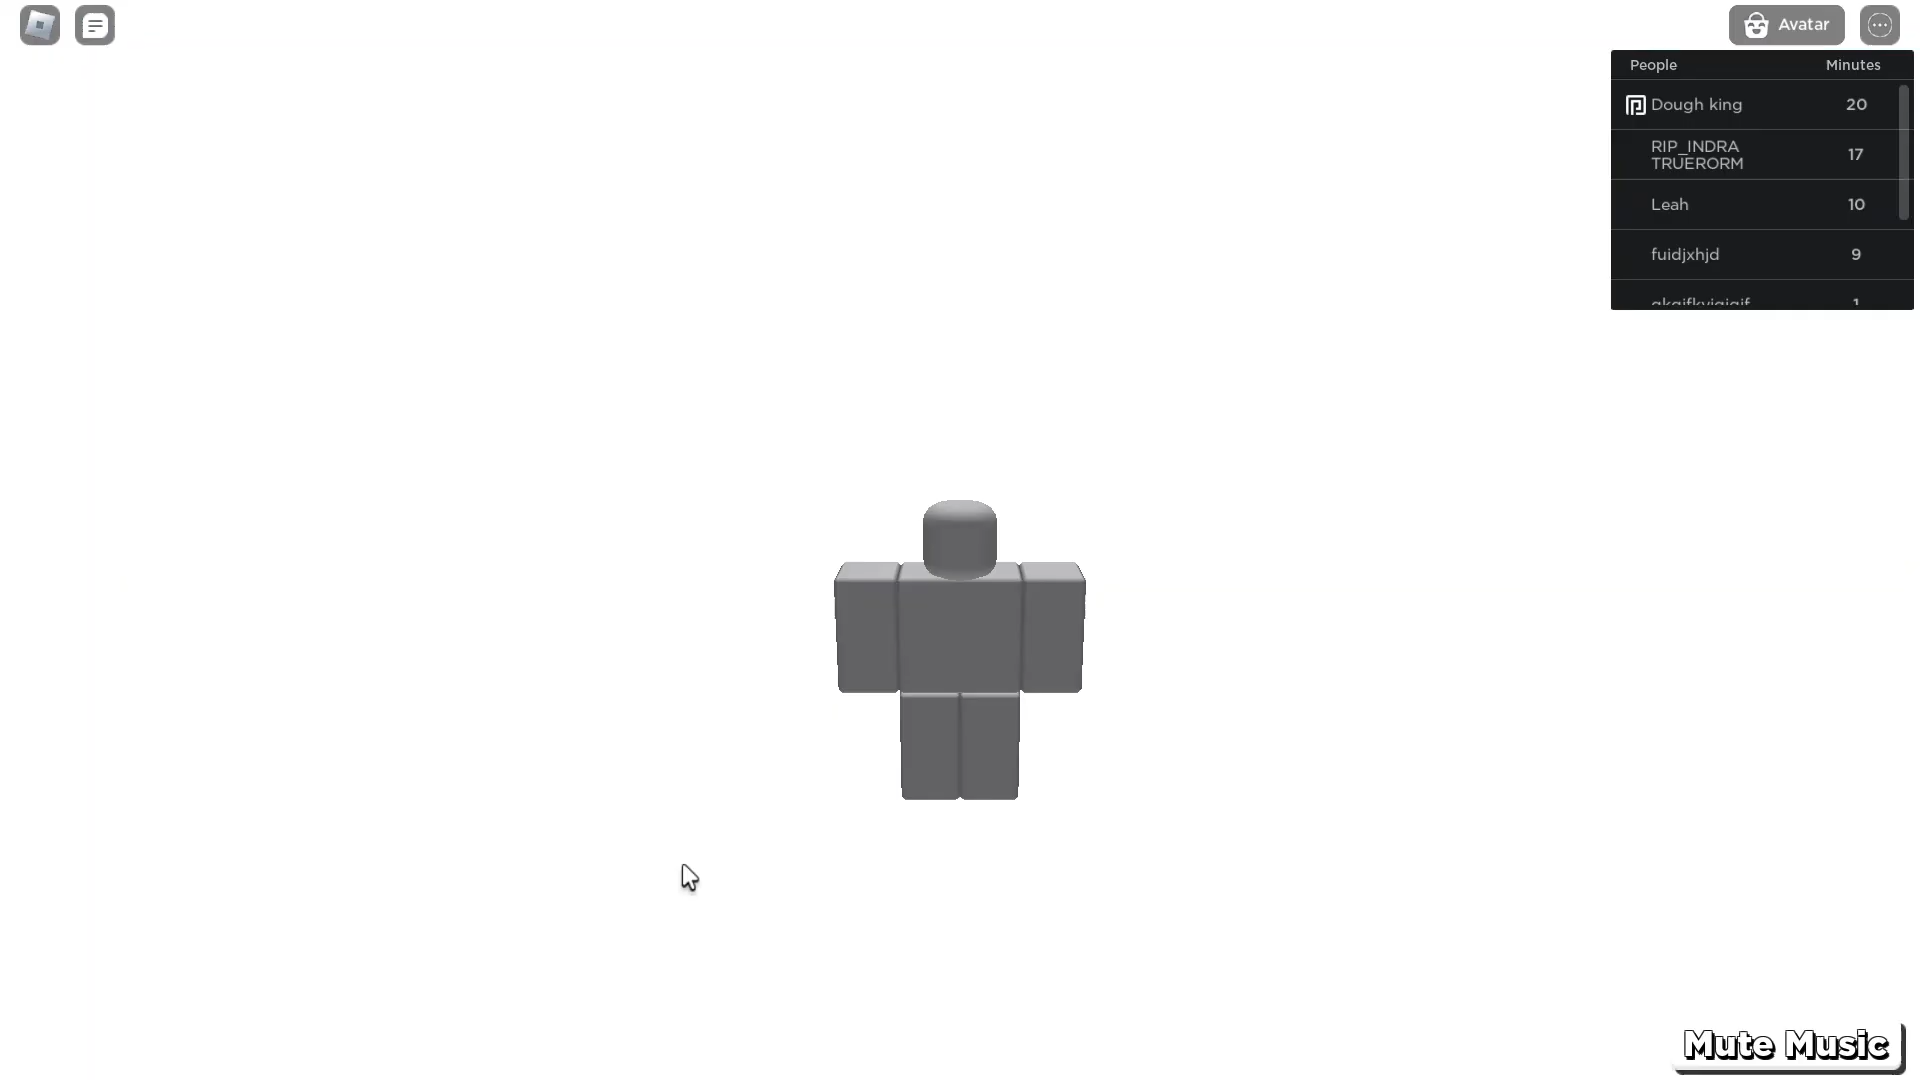 Avatar
People Minutes
Dough king 20
RIP_INDRA
TRUERORM 17
Leah 10
fuidjxhjd 9
1
Mute Music